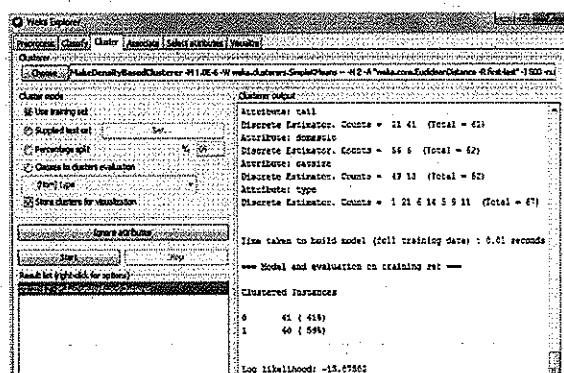 Weka Explorer
Preprocess Classify Cluster Associate Select attributes Visualize
Clusterer
Choose MakeDensityBasedClusterer -M 1.0E-6 -W weka.clusterers.SimpleKMeans -- -N 2 -A "weka.core.EuclideanDistance -R first-last" -I 500
Cluster mode
Use training set
Supplied test set Set...
Percentage split %
Classes to clusters evaluation
(Nom) type
Store clusters for visualization
Ignore attributes
Start Stop
Result list (right-click for options)
Clusterer output
Attribute: tail
Discrete Estimator. Counts = 21 41 (Total = 62)
Attribute: domestic
Discrete Estimator. Counts = 56 6 (Total = 62)
Attribute: catsize
Discrete Estimator. Counts = (Total = 62)
Attribute: type
Discrete Estimator. Counts = 1 21 6 14 5 9 11 (Total = 67)
Time taken to build model (full training data) : 0.01 seconds
=== Model and evaluation on training set ===
Clustered Instances
0 41 ( 41%)
1 60 ( 59%)
Log likelihood: